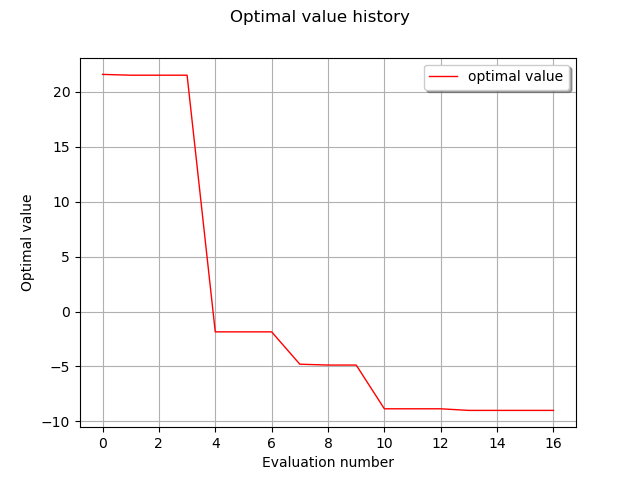 Optimal value history
optimal value
20
15
10
5
0
−5
−10
Optimal value
0 2 4 6 8 10 12 14 16
Evaluation number